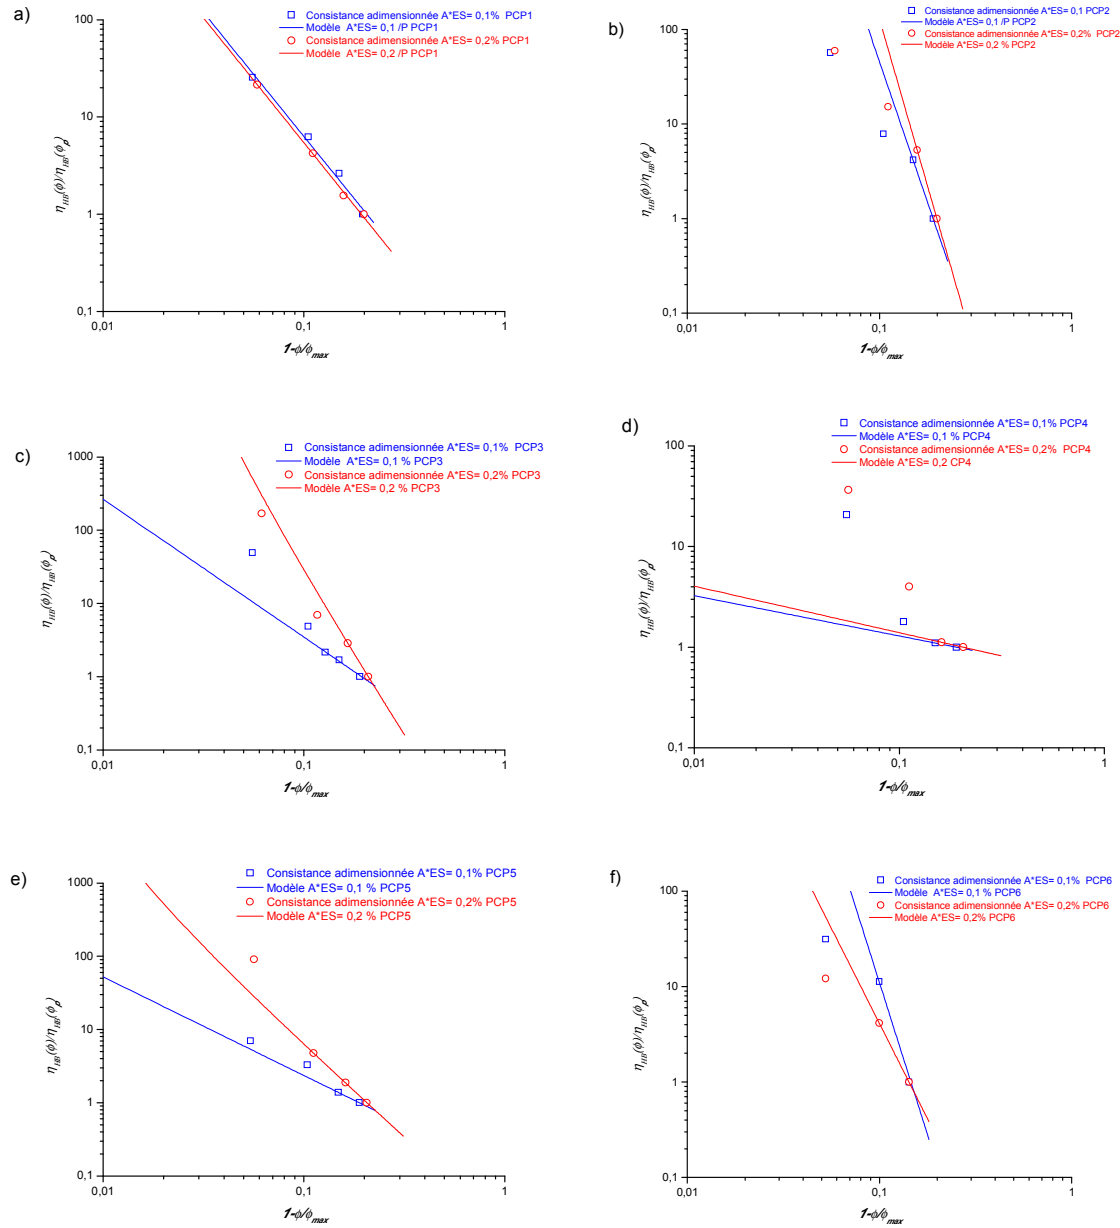 a)
Consistance adimensionnée A*ES= 0,1%  PCP1
Modèle A*ES= 0,1 /P PCP1
Consistance adimensionnée A*ES= 0,2% PCP1
Modèle  A*ES= 0,2 /P PCP1
100
10
1
0,1
0,01
0,1
1
η_HB(ϕ)/η_HB(ϕ_p)
1-ϕ/ϕ_max
b)
Consistance adimensionnée A*ES= 0,1 PCP2
Modèle A*ES= 0,1 /P PCP2
Consistance adimensionnée A*ES= 0,2% PCP2
Modèle A*ES= 0,2 % PCP2
100
10
1
0,1
0,01
0,1
1
η_HB(ϕ)/η_HB(ϕ_p)
1-ϕ/ϕ_max
c)
Consistance adimensionnée A*ES= 0,1%  PCP3
Modèle  A*ES= 0,1 % PCP3
Consistance adimensionnée A*ES= 0,2% PCP3
Modèle  A*ES= 0,2 % PCP3
1000
100
10
1
0,1
0,01
0,1
1
η_HB(ϕ)/η_HB(ϕ_p)
1-ϕ/ϕ_max
d)
Consistance adimensionnée A*ES= 0,1% PCP4
Modèle A*ES= 0,1 % PCP4
Consistance adimensionnée A*ES= 0,2%  PCP4
Modèle A*ES= 0,2 CP4
100
10
1
0,1
0,01
0,1
1
η_HB(ϕ)/η_HB(ϕ_p)
1-ϕ/ϕ_max
e)
Consistance adimensionnée A*ES= 0,1% PCP5
Modèle A*ES= 0,1 % PCP5
Consistance adimensionnée A*ES= 0,2% PCP5
Modèle A*ES= 0,2 % PCP5
1000
100
10
1
0,1
0,01
0,1
1
η_HB(ϕ)/η_HB(ϕ_p)
1-ϕ/ϕ_max
f)
Consistance adimensionnée A*ES= 0,1%  PCP6
Modèle  A*ES= 0,1 % PCP6
Consistance adimensionnée A*ES= 0,2% PCP6
Modèle  A*ES= 0,2% PCP6
100
10
1
0,1
0,01
0,1
1
η_HB(ϕ)/η_HB(ϕ_p)
1-ϕ/ϕ_max